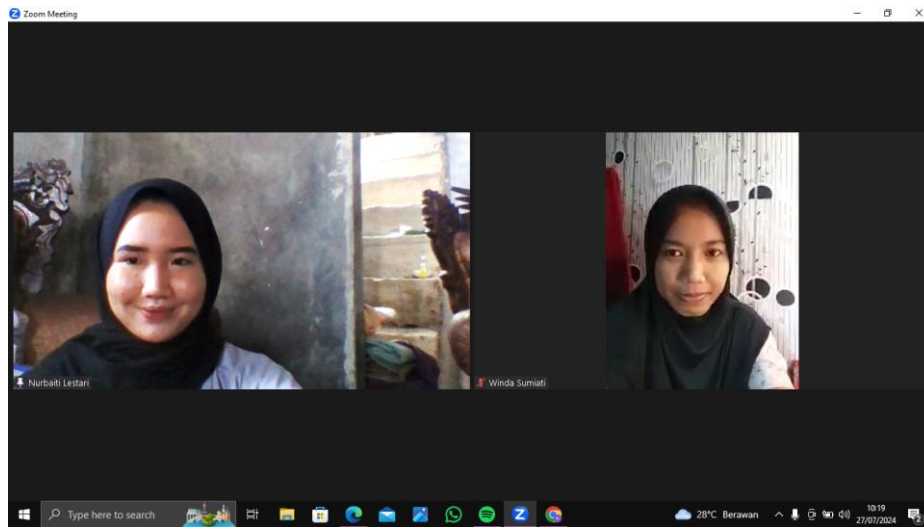 Zoom Meeting
Nurbaiti Lestari
Winda Sumiati
Type here to search
28°C Berawan
10:19
27/07/2024